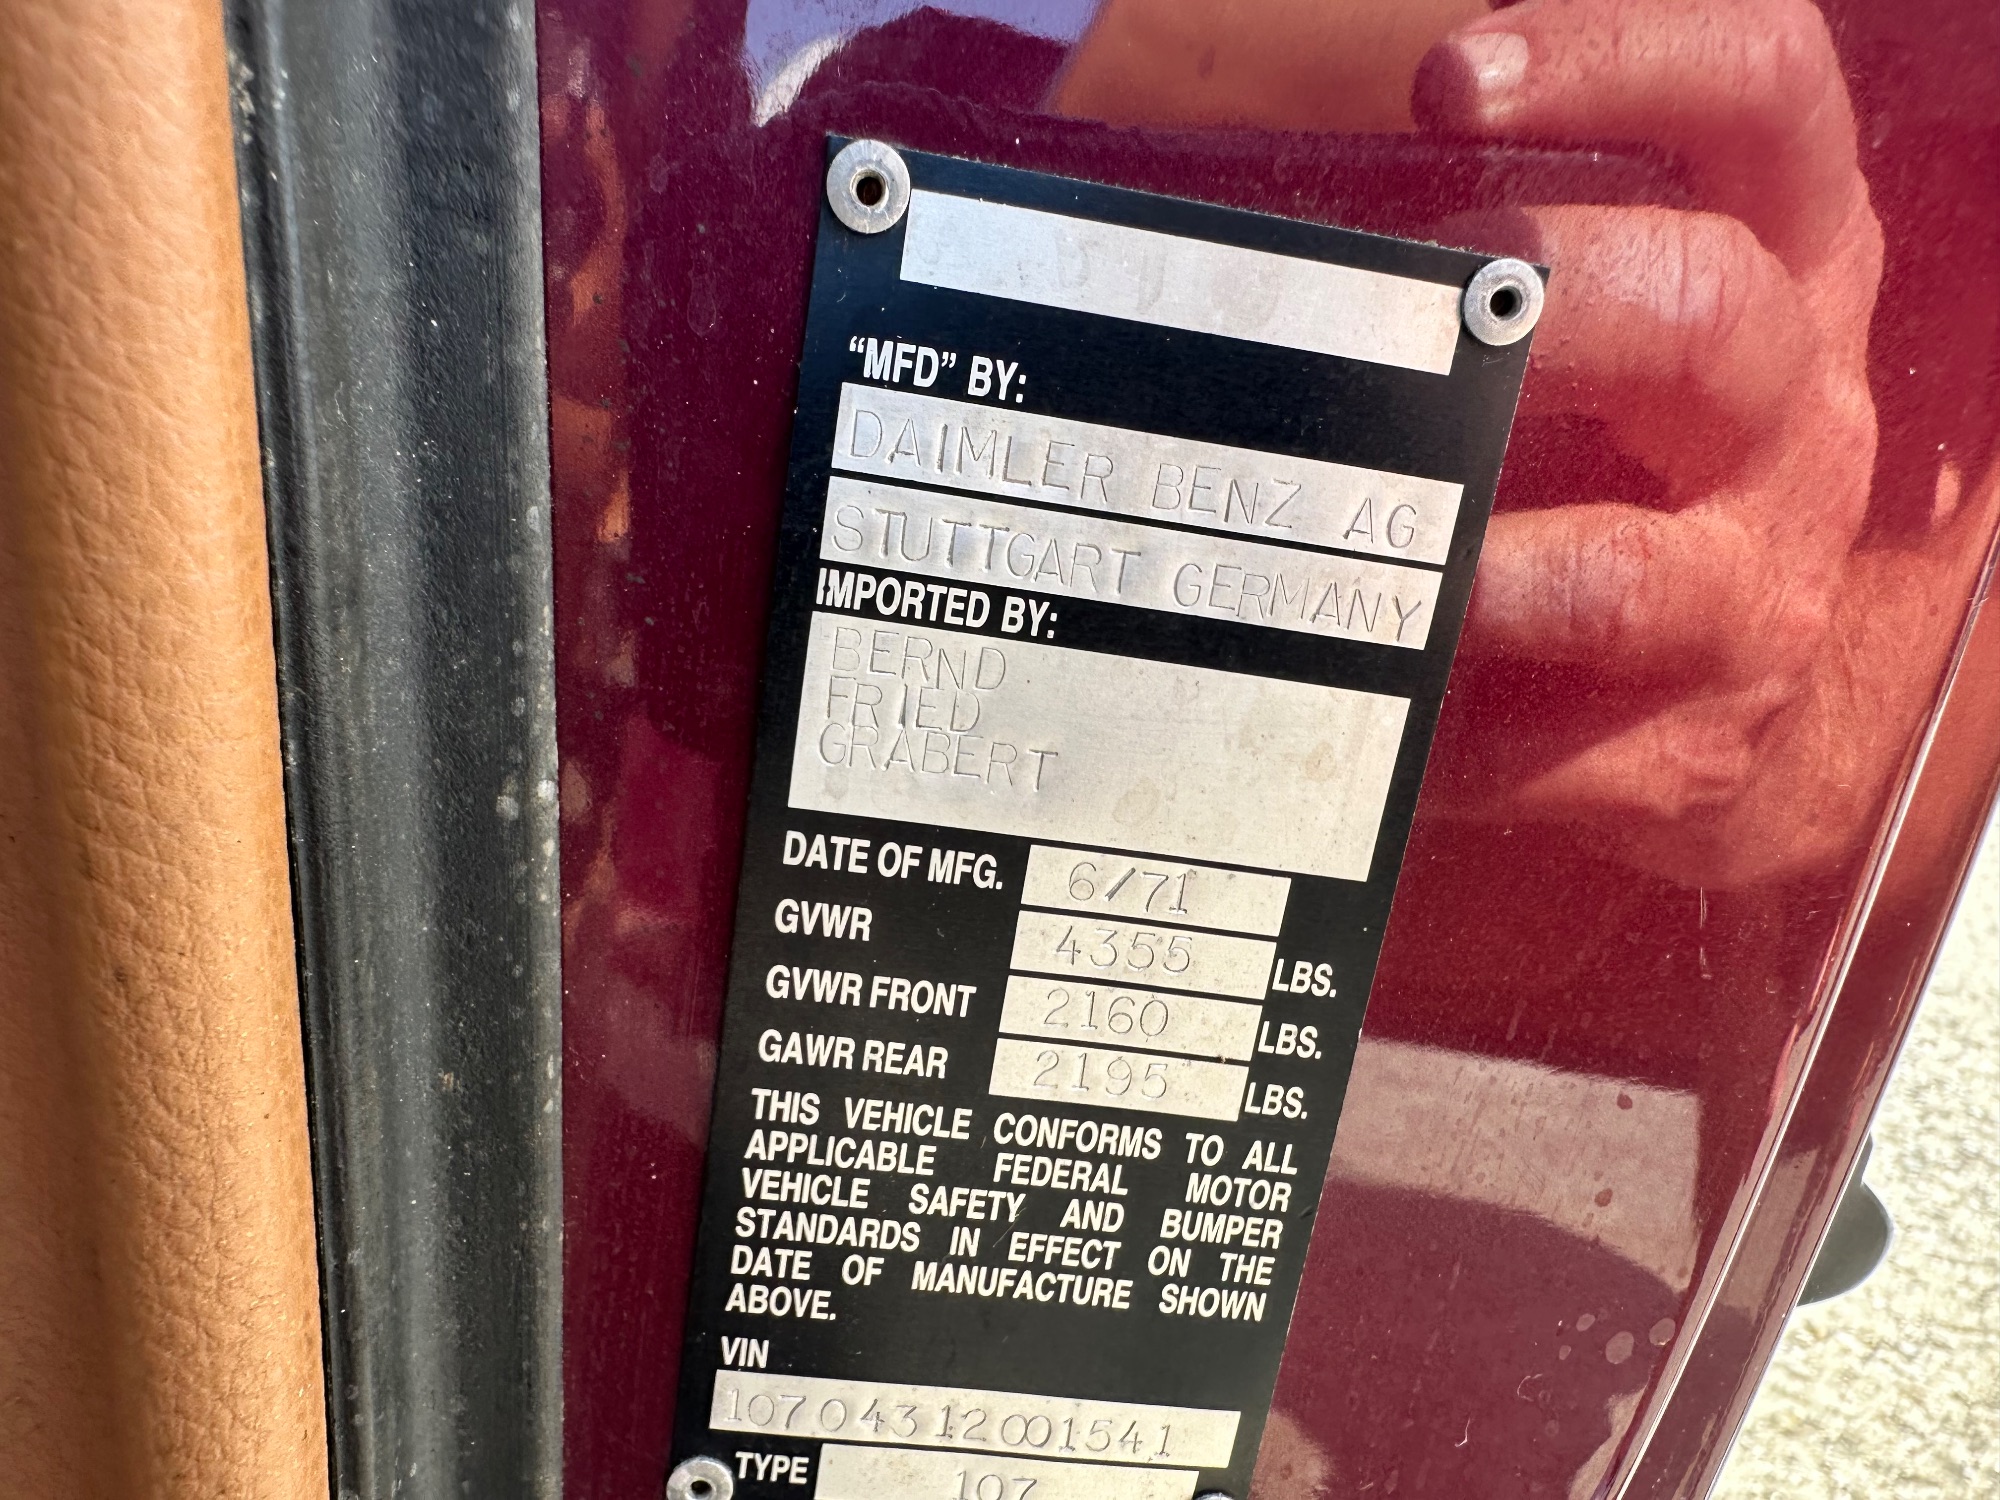 “MFD” BY:
DAIMLER BENZ AG
STUTTGART GERMANY
IMPORTED BY:
BERND
FRIED
GRABERT
DATE OF MFG. 6/71
GVWR 4355 LBS.
GVWR FRONT 2160 LBS.
GAWR REAR 2195 LBS.
THIS VEHICLE CONFORMS TO ALL
APPLICABLE FEDERAL MOTOR
VEHICLE SAFETY AND BUMPER
STANDARDS IN EFFECT ON THE
DATE OF MANUFACTURE SHOWN
ABOVE.
VIN
10704312001541
TYPE 107